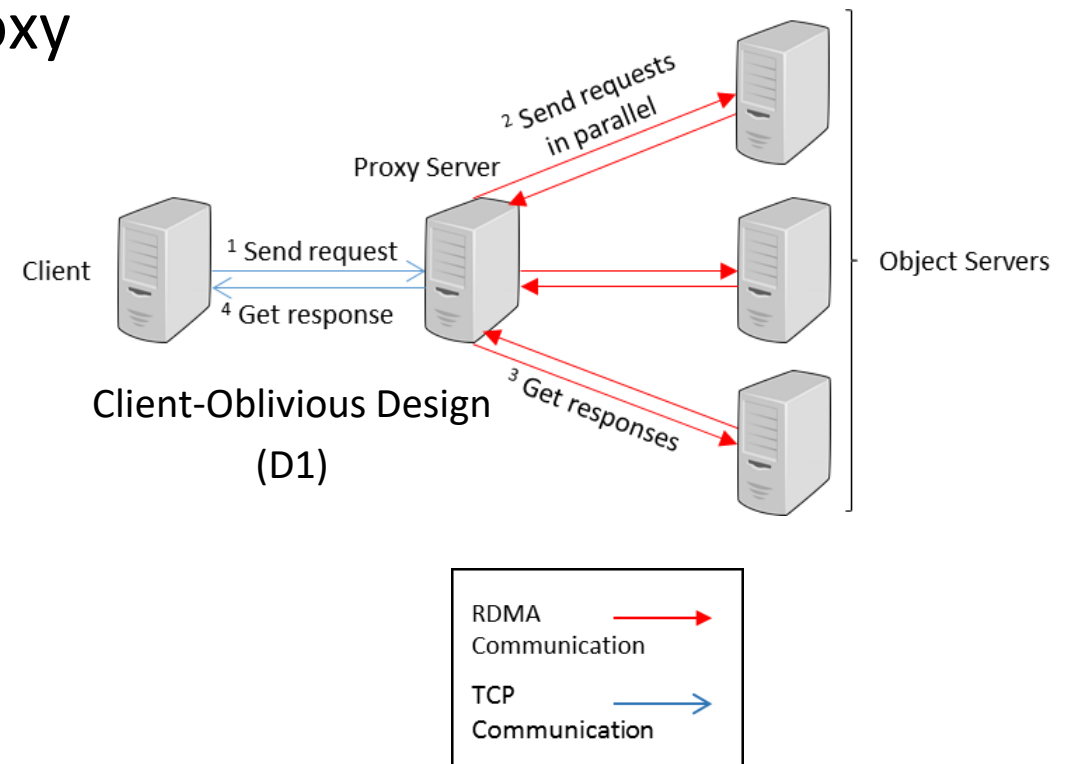 oxy
2 Send requests
in parallel
Proxy Server
Client
1 Send request
4 Get response
Object Servers
3 Get responses
Client-Oblivious Design
(D1)
RDMA
Communication
TCP
Communication